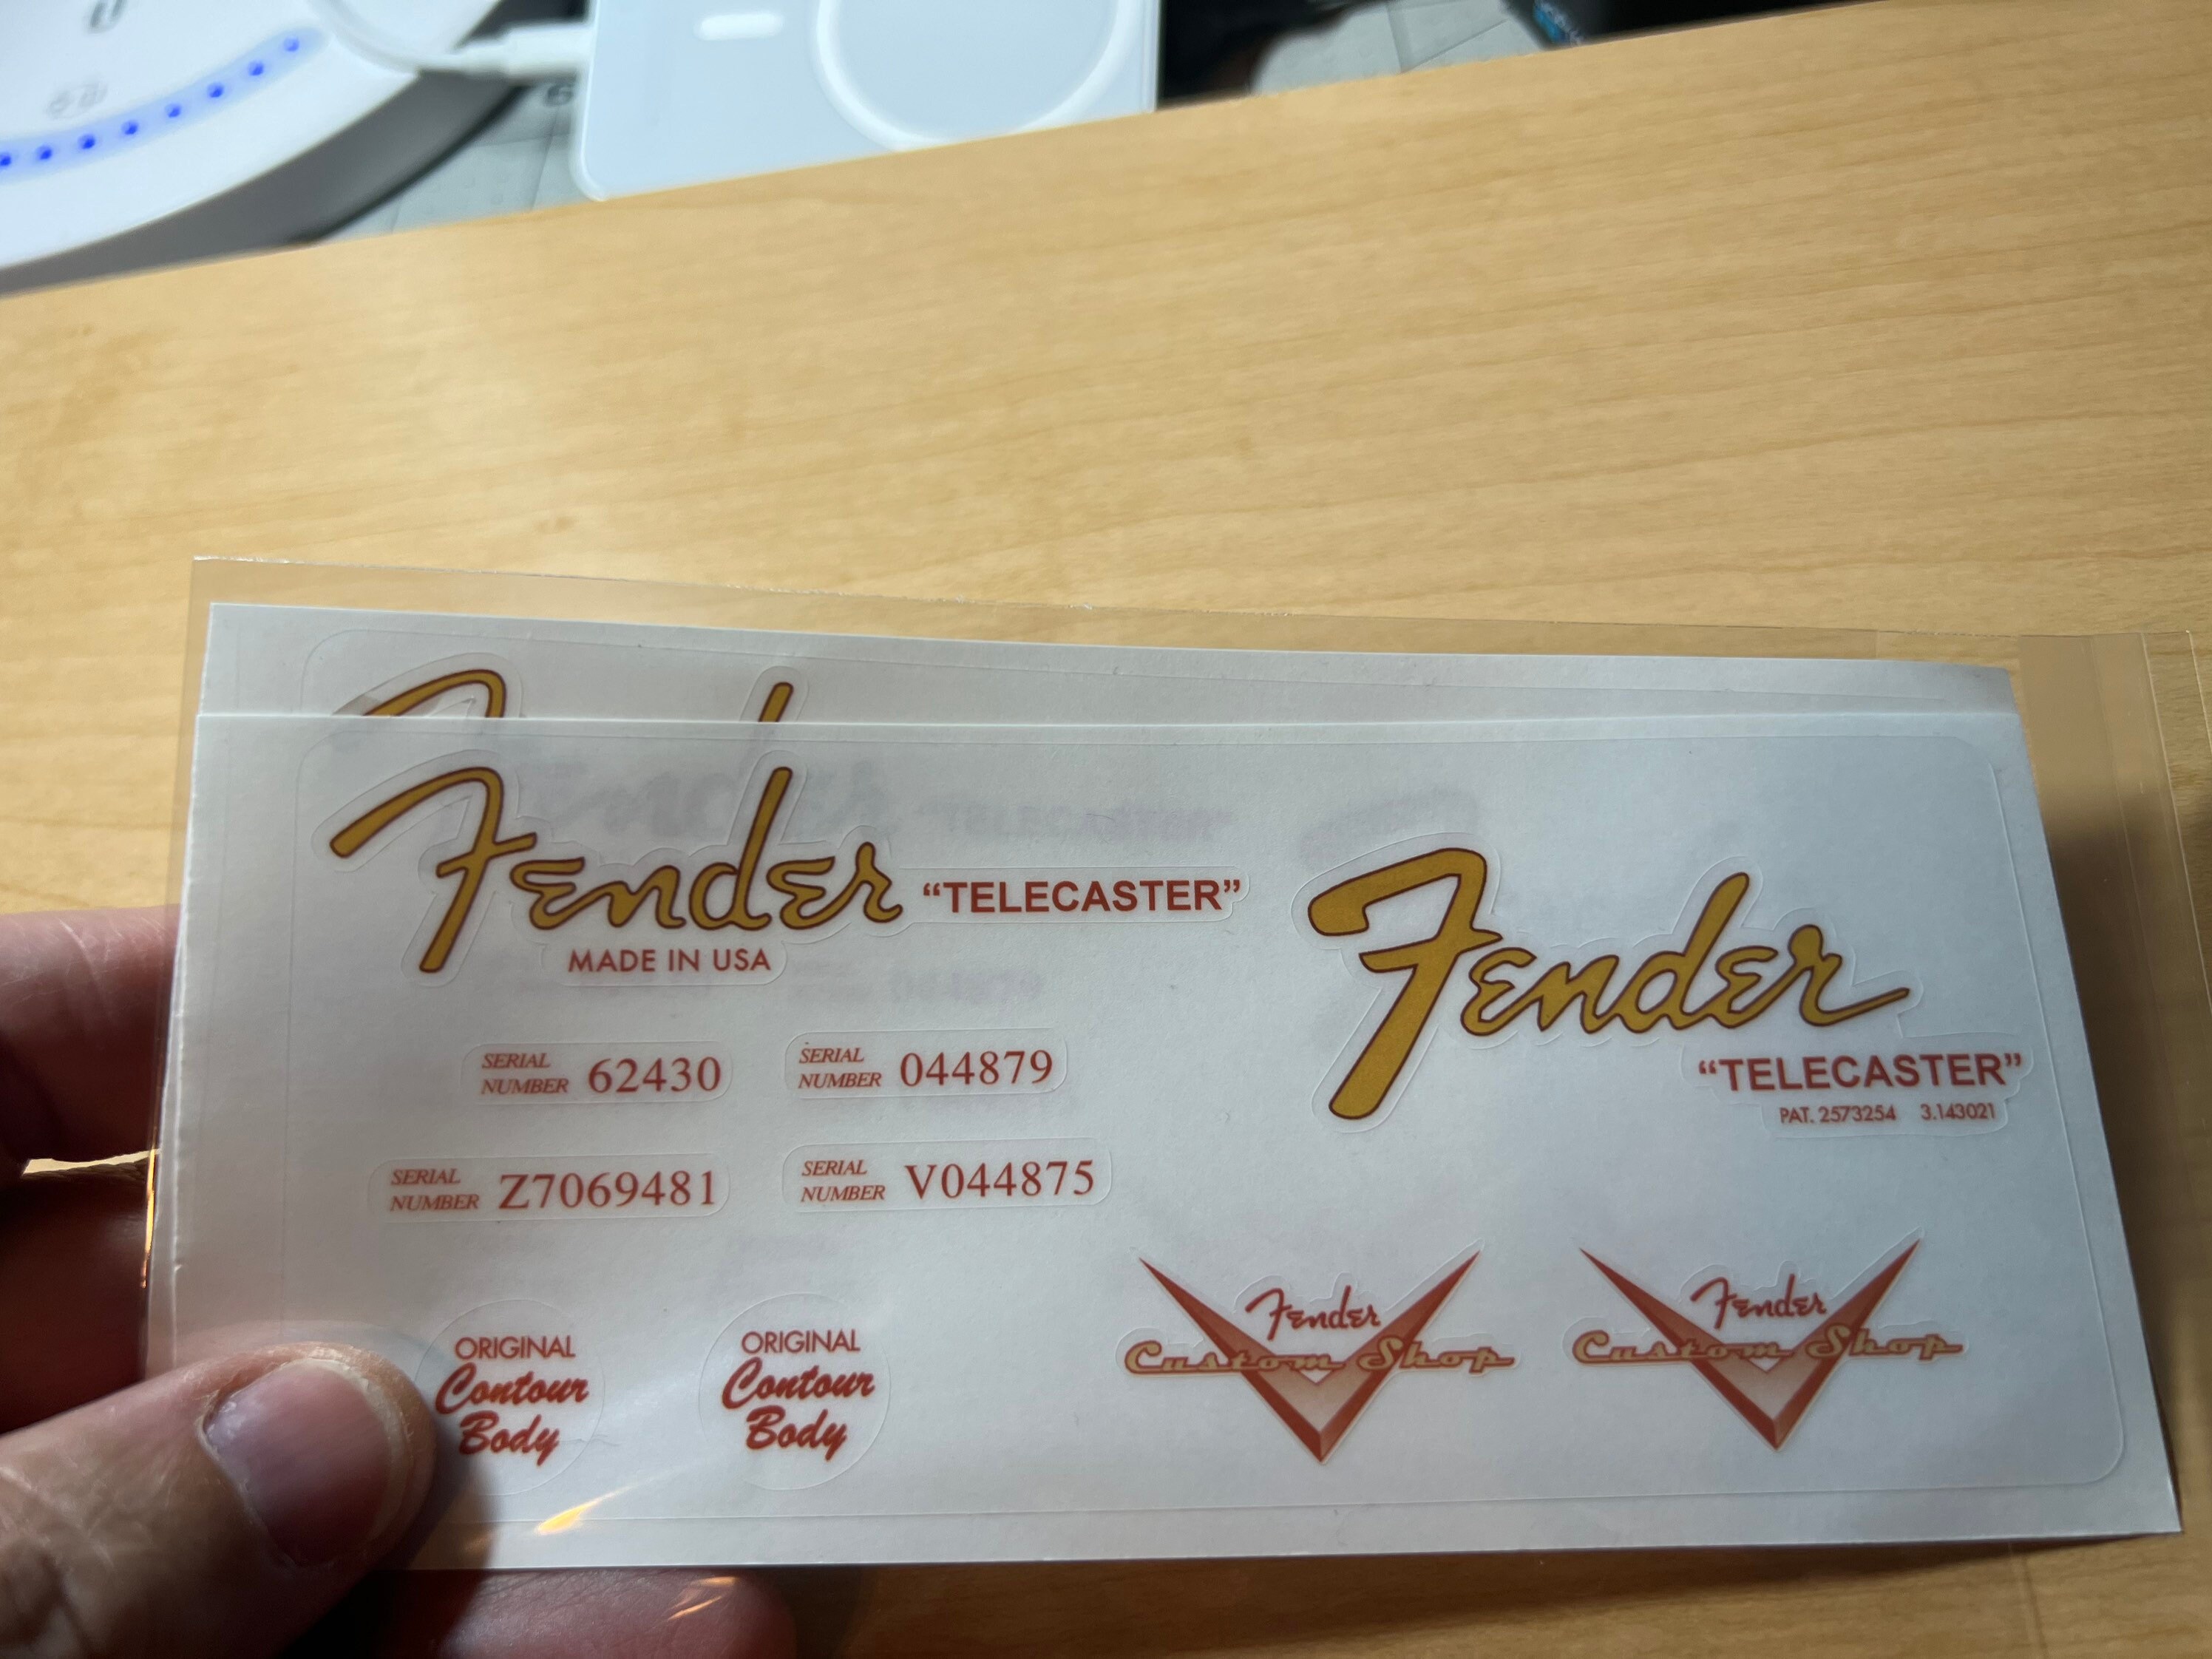 Fender "TELECASTER"
MADE IN USA
Fender
"TELECASTER"
PAT. 2573254 3.143021
SERIAL
NUMBER 62430
SERIAL
NUMBER 044879
SERIAL
NUMBER Z7069481
SERIAL
NUMBER V044875
ORIGINAL
Contour
Body
ORIGINAL
Contour
Body
Fender
Custom Shop
Fender
Custom Shop